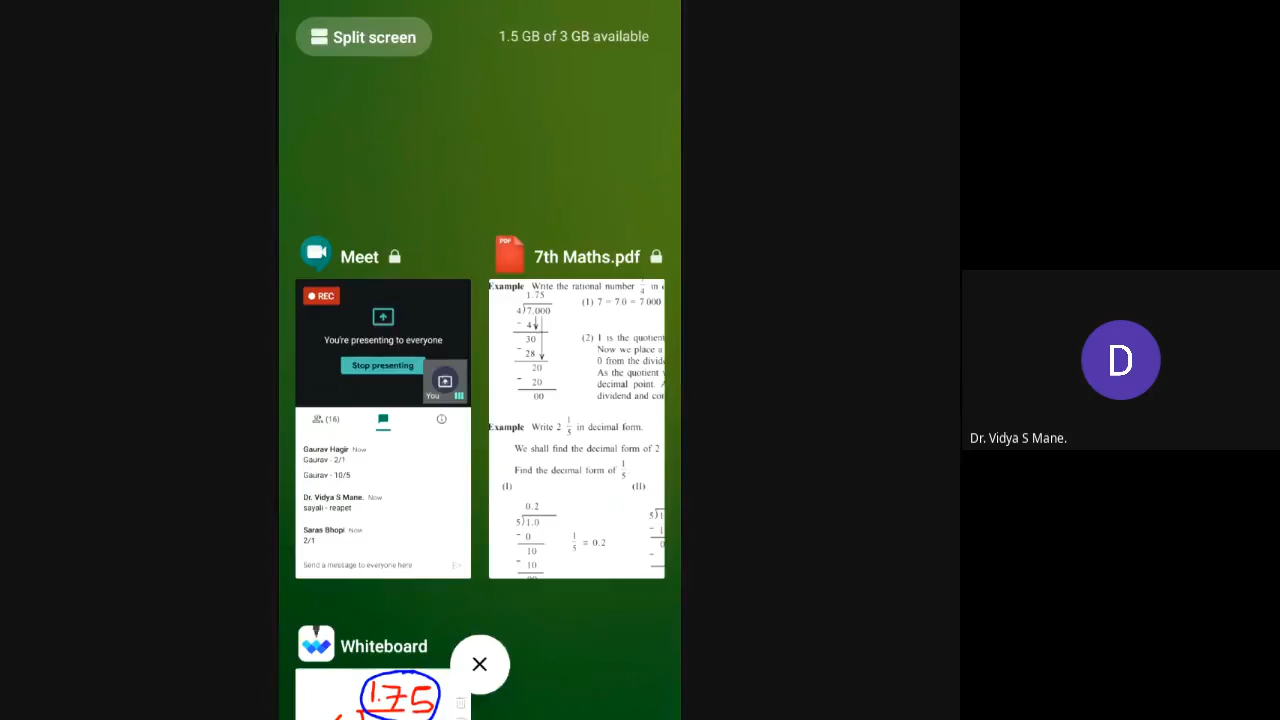 Split screen
1.5 GB of 3 GB available
Meet
PDF
7th Maths.pdf
REC
You're presenting to everyone
Stop presenting
You
(16)
Gaurav Hagir Now
Gaurav - 2/1
Gaurav - 10/5
Dr. Vidya S Mane. Now
sayali - reapet
Saras Bhopi Now
2/1
Send a message to everyone here
Example Write the rational number
1.75
4)7.000
(1) 7 = 7.0 = 7.000
- 4
30
(2) 1 is the quotient
Now we place a
- 28
0 from the divide
20
As the quotient
- 20
decimal point.
00
dividend and con
Example Write 2 1/5 in decimal form.
We shall find the decimal form of 2
Find the decimal form of 1/5
(I)
(II)
0.2
5)1.0
- 0
10
1/5 = 0.2
- 10
Whiteboard
1.75
D
Dr. Vidya S Mane.